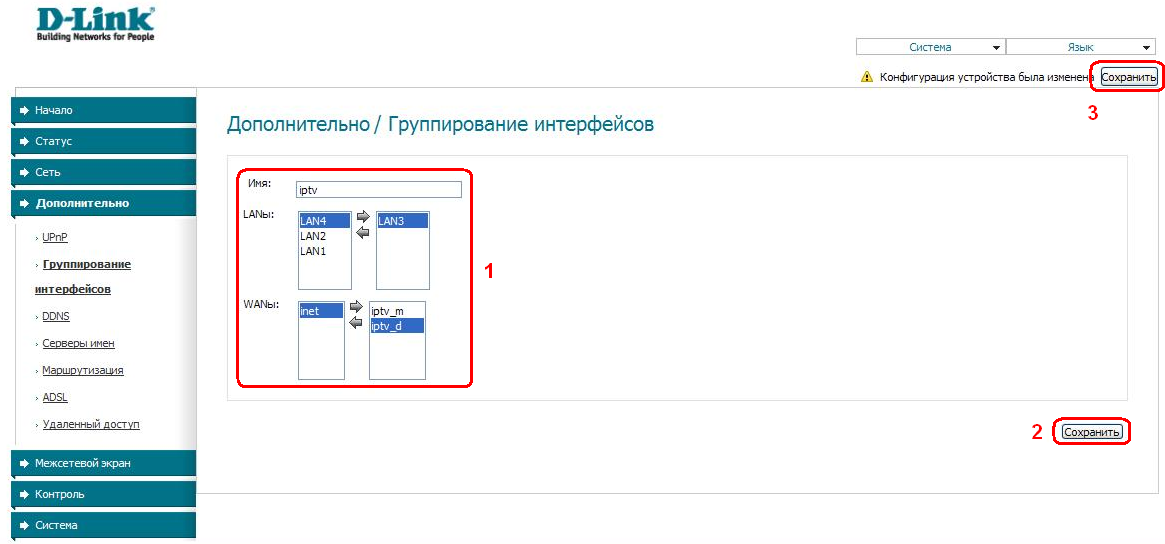 D-Link
Building Networks for People
Система
Язык
Конфигурация устройства была изменена
Сохранить
3
Начало
Статус
Сеть
Дополнительно
UPnP
Группирование
интерфейсов
DDNS
Серверы имен
Маршрутизация
ADSL
Удаленный доступ
Межсетевой экран
Контроль
Система
Дополнительно / Группирование интерфейсов
Имя:
iptv
LANы:
LAN4
LAN2
LAN1
LAN3
WANы:
inet
iptv_m
iptv_d
1
2
Сохранить